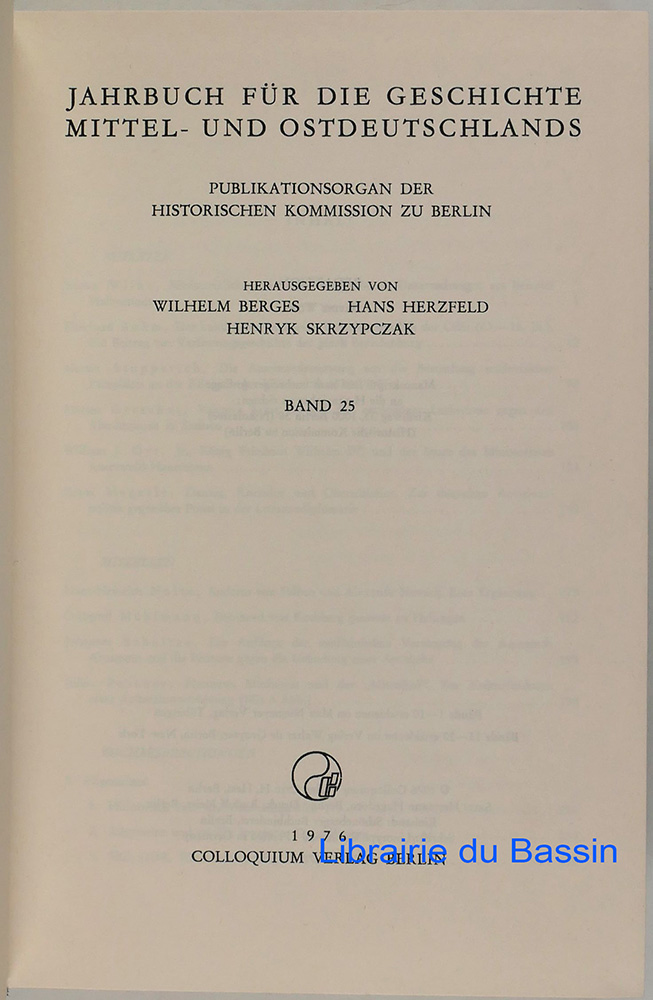 JAHRBUCH FÜR DIE GESCHICHTE
MITTEL- UND OSTDEUTSCHLANDS
PUBLIKATIONSORGAN DER
HISTORISCHEN KOMMISSION ZU BERLIN
HERAUSGEGEBEN VON
WILHELM BERGES HANS HERZFELD
HENRYK SKRZYPCZAK
BAND 25
1976
COLLOQUIUM VERLAG BERLIN
Librairie du Bassin